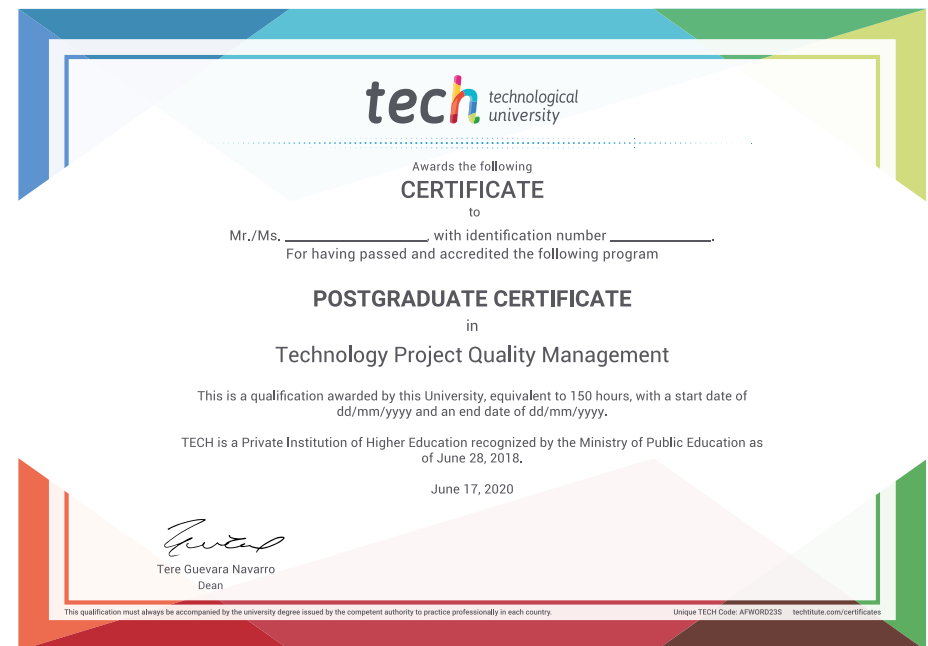 tech technological
university
Awards the following
CERTIFICATE
to
Mr./Ms. ____________________, with identification number ______________.
For having passed and accredited the following program
POSTGRADUATE CERTIFICATE
in
Technology Project Quality Management
This is a qualification awarded by this University, equivalent to 150 hours, with a start date of
dd/mm/yyyy and an end date of dd/mm/yyyy.
TECH is a Private Institution of Higher Education recognized by the Ministry of Public Education as
of June 28, 2018.
June 17, 2020
Tere Guevara Navarro
Dean
This qualification must always be accompanied by the university degree issued by the competent authority to practice professionally in each country. Unique TECH Code: AFWORD23S techtitute.com/certificates